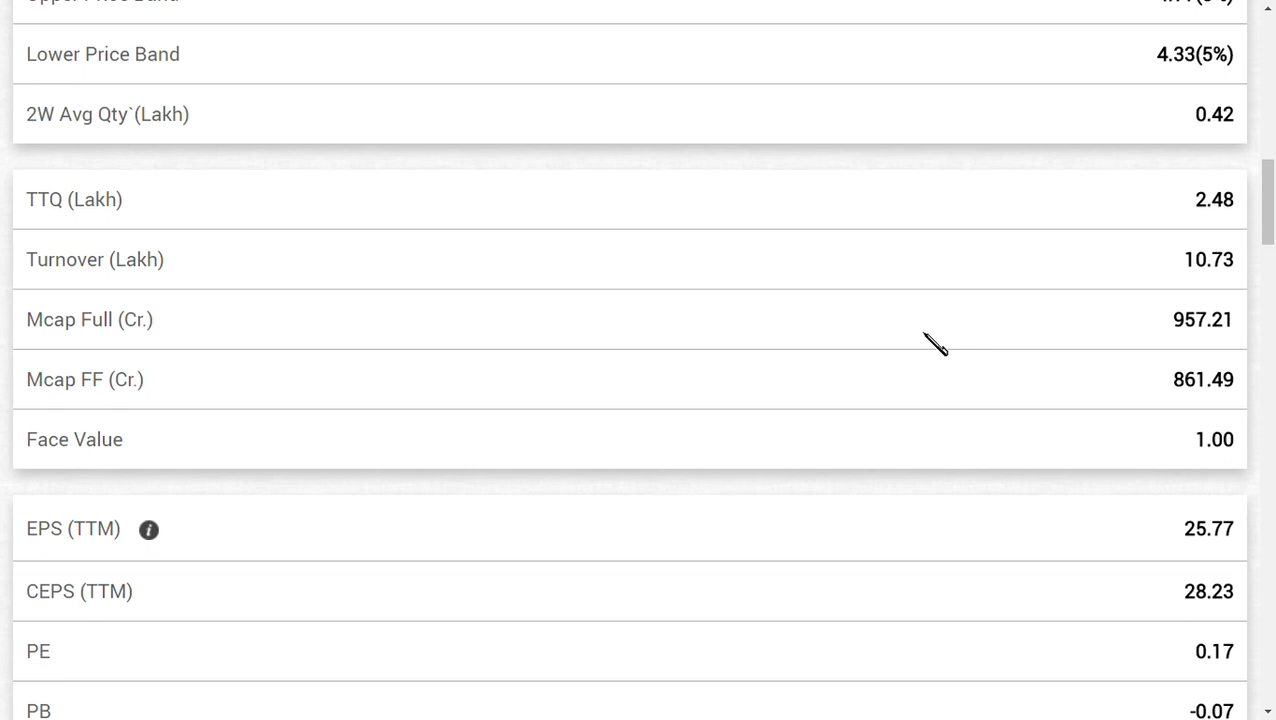 Lower Price Band 4.33(5%)
2W Avg Qty`(Lakh) 0.42
TTQ (Lakh) 2.48
Turnover (Lakh) 10.73
Mcap Full (Cr.) 957.21
Mcap FF (Cr.) 861.49
Face Value 1.00
EPS (TTM) i 25.77
CEPS (TTM) 28.23
PE 0.17
PB -0.07